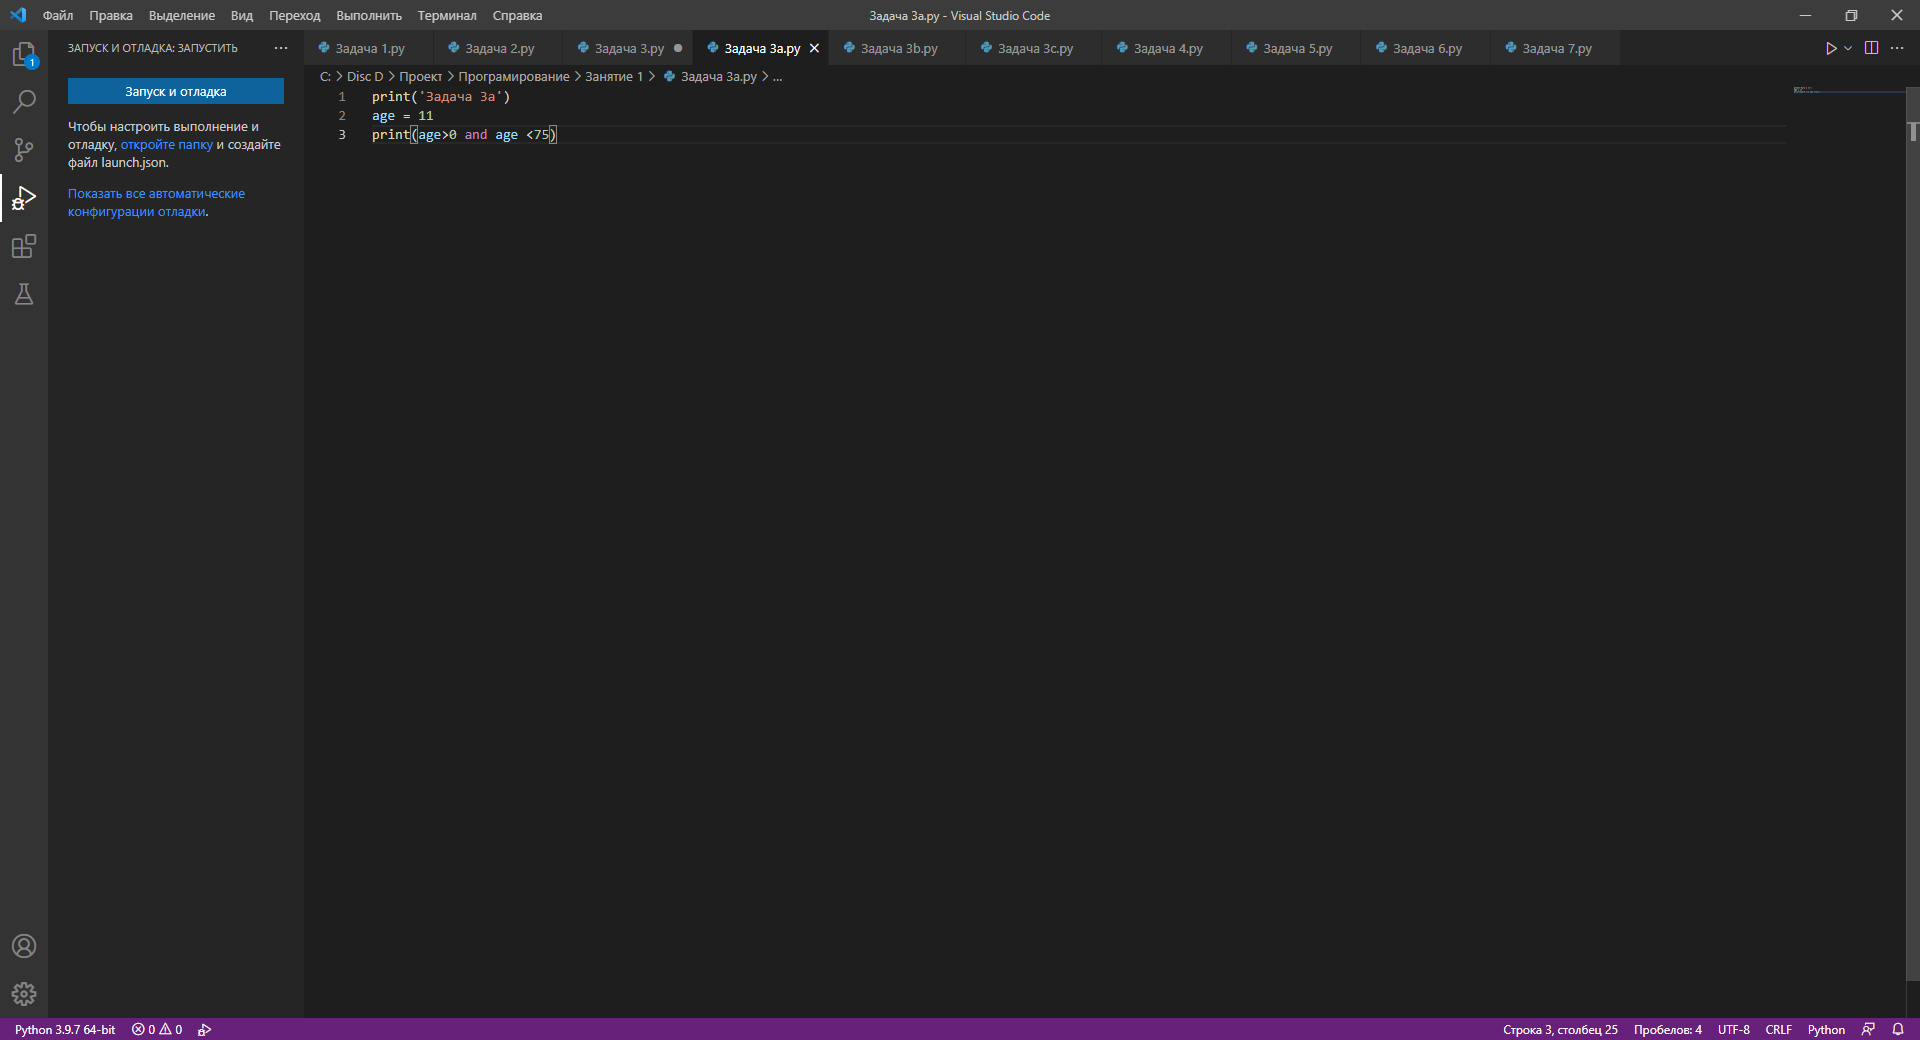 Файл Правка Выделение Вид Переход Выполнить Терминал Справка
Задача 3a.py - Visual Studio Code
ЗАПУСК И ОТЛАДКА: ЗАПУСТИТЬ
Задача 1.py Задача 2.py Задача 3.py Задача 3a.py Задача 3b.py Задача 3c.py Задача 4.py Задача 5.py Задача 6.py Задача 7.py
C: > Disc D > Проект > Програмирование > Занятие 1 > Задача 3a.py > ...
1
Запуск и отладка
Чтобы настроить выполнение и
отладку, откройте папку и создайте
файл launch.json.
Показать все автоматические
конфигурации отладки.
1 print('Задача 3а')
2 age = 11
3 print(age>0 and age <75)
Python 3.9.7 64-bit 0 0 Строка 3, столбец 25 Пробелов: 4 UTF-8 CRLF Python